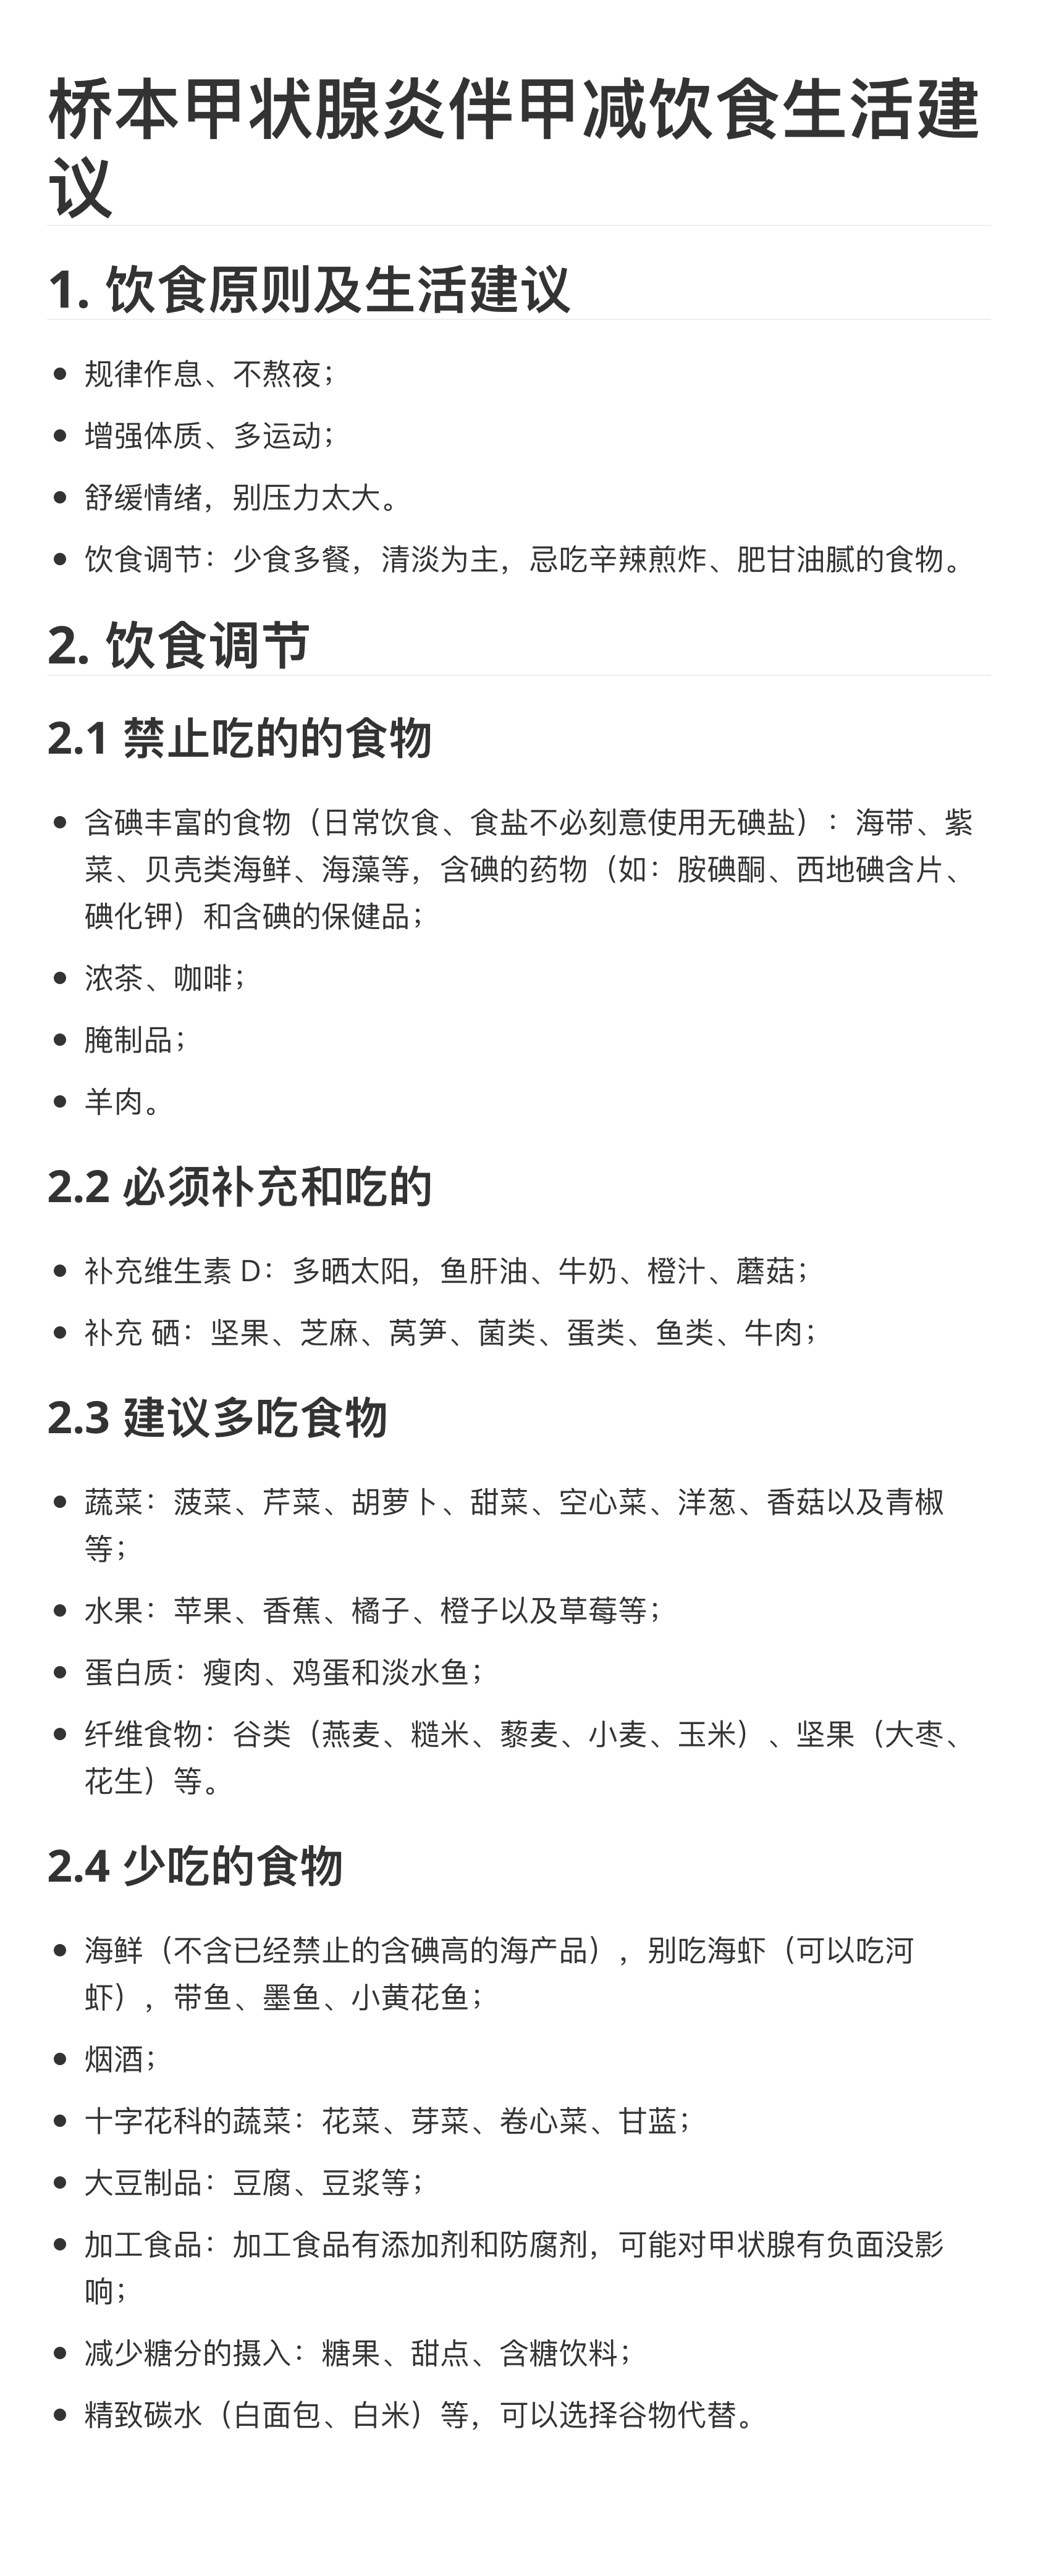 桥本甲状腺炎伴甲减饮食生活建
议
1. 饮食原则及生活建议
• 规律作息、不熬夜；
• 增强体质、多运动；
• 舒缓情绪，别压力太大。
• 饮食调节：少食多餐，清淡为主，忌吃辛辣煎炸、肥甘油腻的食物。
2. 饮食调节
2.1 禁止吃的的食物
• 含碘丰富的食物（日常饮食、食盐不必刻意使用无碘盐）：海带、紫
菜、贝壳类海鲜、海藻等，含碘的药物（如：胺碘酮、西地碘含片、
碘化钾）和含碘的保健品；
• 浓茶、咖啡；
• 腌制品；
• 羊肉。
2.2 必须补充和吃的
• 补充维生素 D：多晒太阳，鱼肝油、牛奶、橙汁、蘑菇；
• 补充 硒：坚果、芝麻、莴笋、菌类、蛋类、鱼类、牛肉；
2.3 建议多吃食物
• 蔬菜：菠菜、芹菜、胡萝卜、甜菜、空心菜、洋葱、香菇以及青椒
等；
• 水果：苹果、香蕉、橘子、橙子以及草莓等；
• 蛋白质：瘦肉、鸡蛋和淡水鱼；
• 纤维食物：谷类（燕麦、糙米、藜麦、小麦、玉米）、坚果（大枣、
花生）等。
2.4 少吃的食物
• 海鲜（不含已经禁止的含碘高的海产品），别吃海虾（可以吃河
虾），带鱼、墨鱼、小黄花鱼；
• 烟酒；
• 十字花科的蔬菜：花菜、芽菜、卷心菜、甘蓝；
• 大豆制品：豆腐、豆浆等；
• 加工食品：加工食品有添加剂和防腐剂，可能对甲状腺有负面没影
响；
• 减少糖分的摄入：糖果、甜点、含糖饮料；
• 精致碳水（白面包、白米）等，可以选择谷物代替。